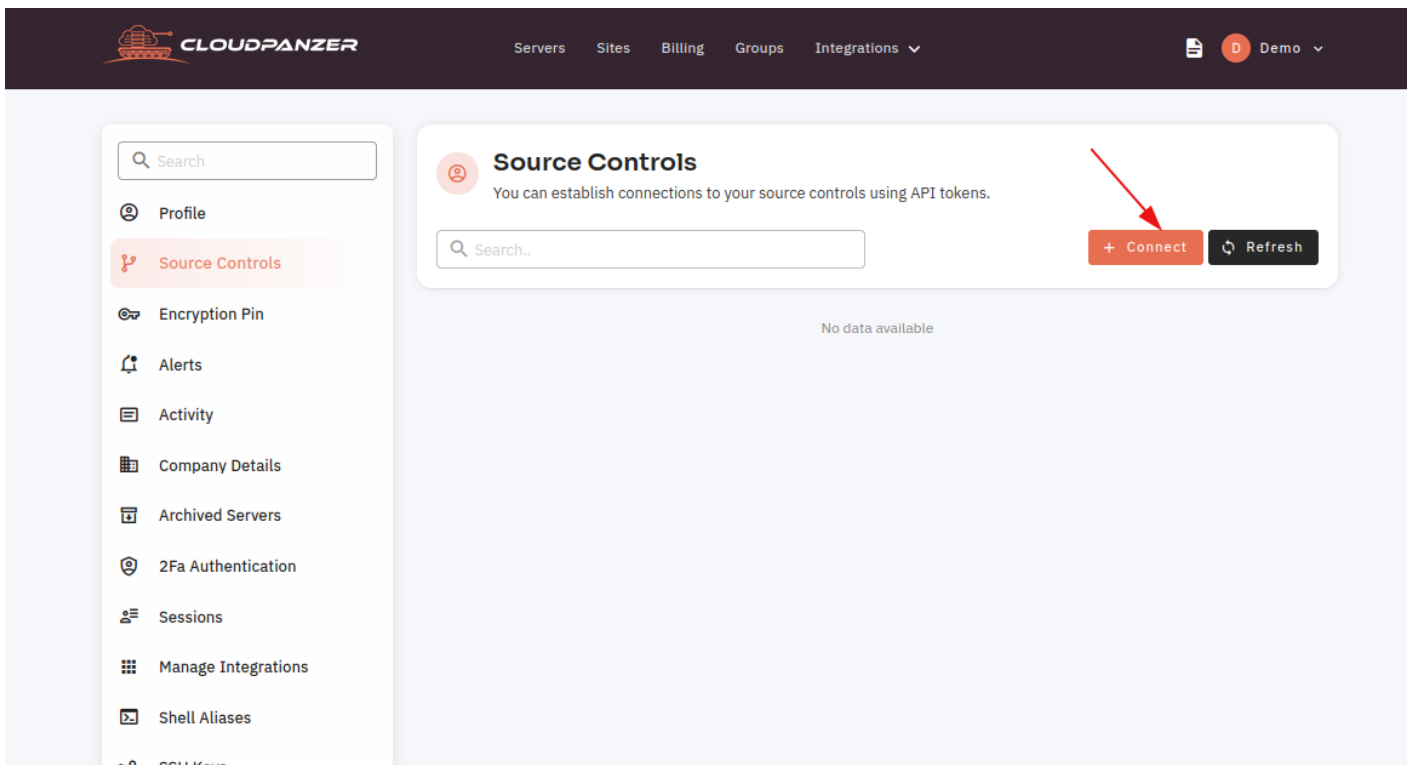 CLOUDPANZER
Servers Sites Billing Groups Integrations
D Demo
Search
Profile
Source Controls
Encryption Pin
Alerts
Activity
Company Details
Archived Servers
2Fa Authentication
Sessions
Manage Integrations
Shell Aliases
SSH Keys
Source Controls
You can establish connections to your source controls using API tokens.
Search..
+ Connect Refresh
No data available